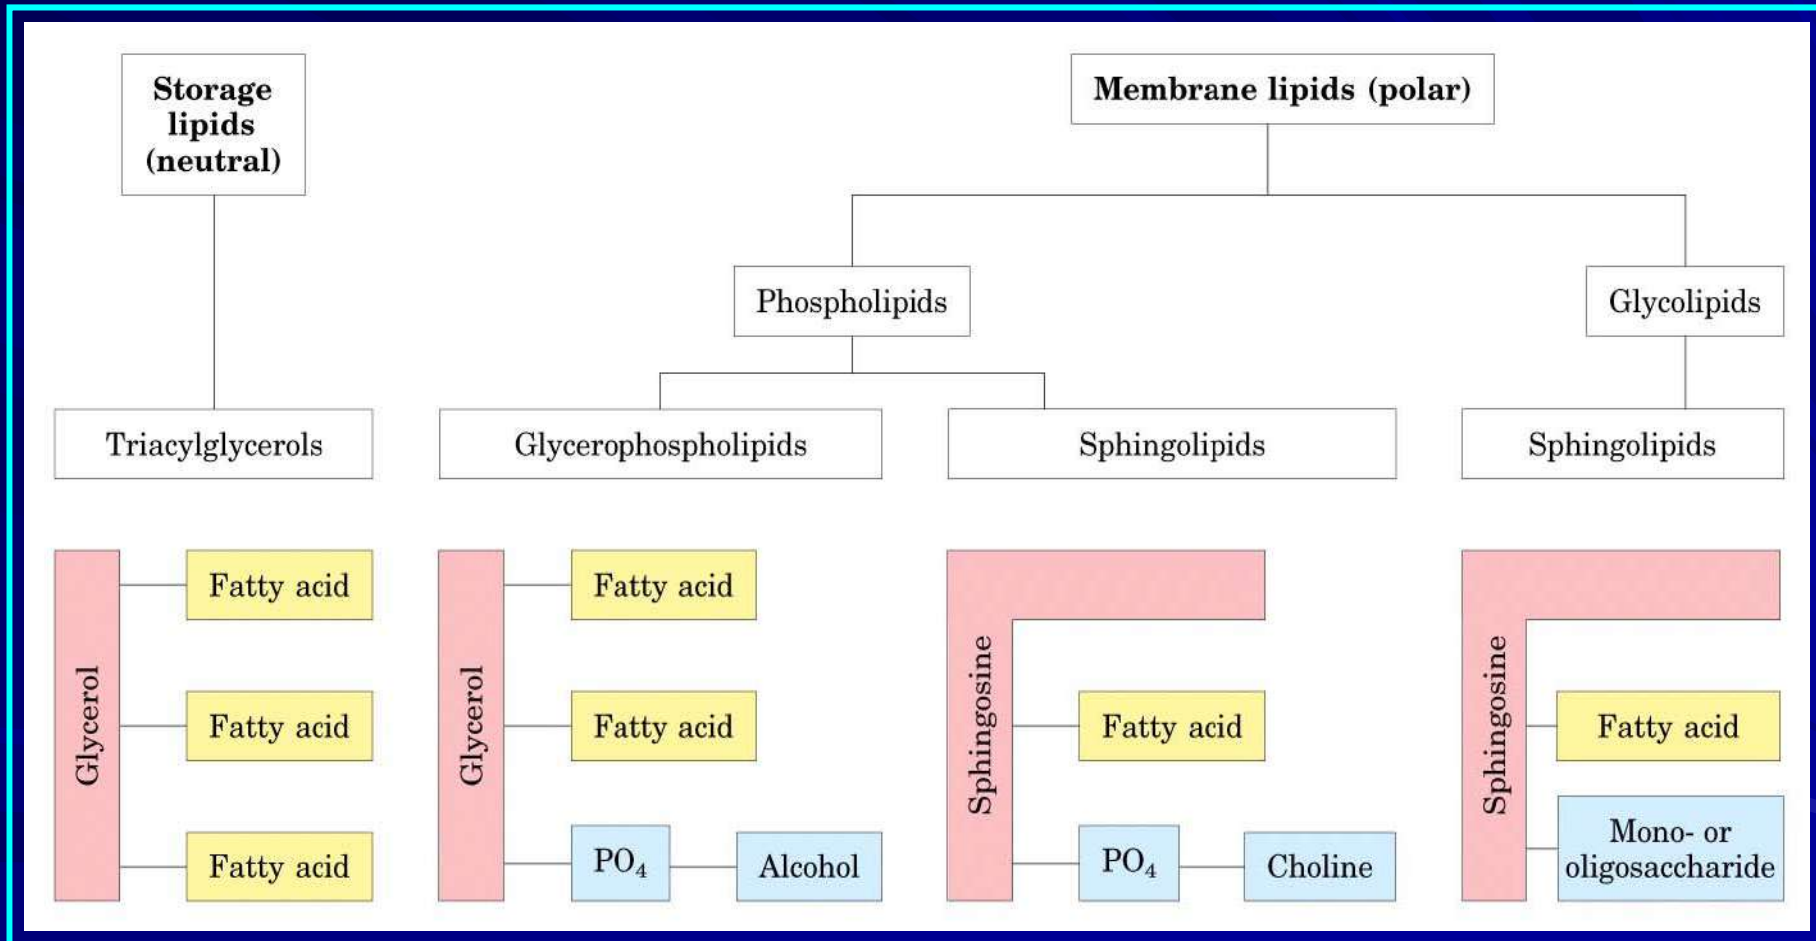 Storage
lipids
(neutral)
Membrane lipids (polar)
Phospholipids
Glycolipids
Triacylglycerols
Glycerophospholipids
Sphingolipids
Sphingolipids
Glycerol
Fatty acid
Fatty acid
Fatty acid
Glycerol
Fatty acid
Fatty acid
PO₄
Alcohol
Sphingosine
Fatty acid
PO₄
Choline
Sphingosine
Fatty acid
Mono- or
oligosaccharide